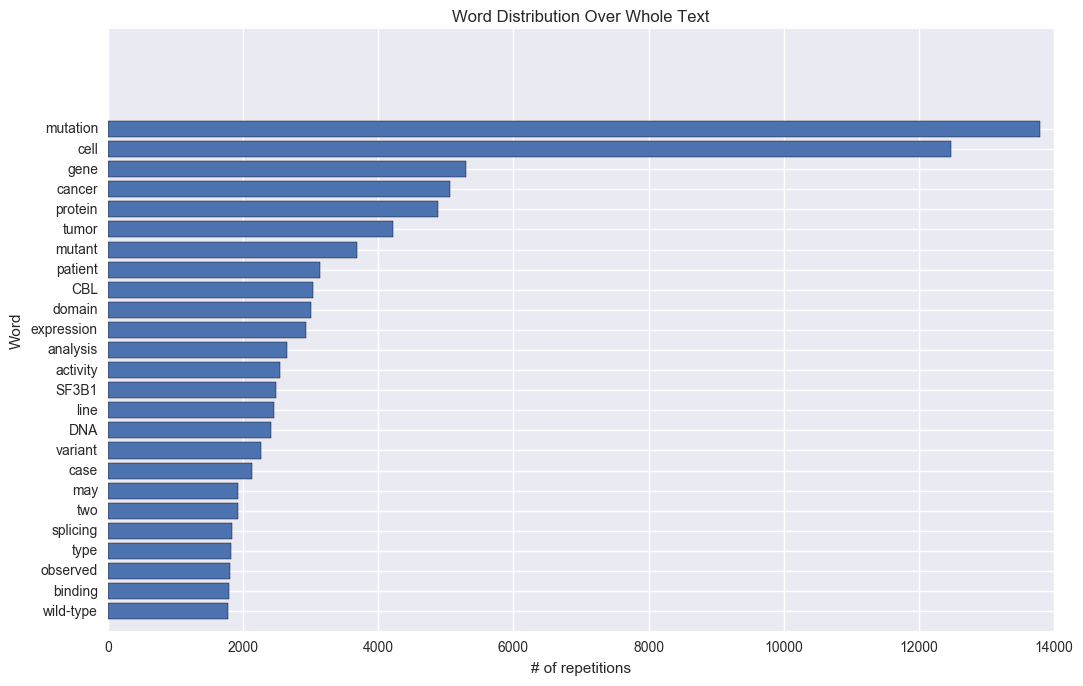 Word Distribution Over Whole Text
mutation
cell
gene
cancer
protein
tumor
mutant
patient
CBL
domain
expression
analysis
activity
SF3B1
line
DNA
variant
case
may
two
splicing
type
observed
binding
wild-type
Word
0 2000 4000 6000 8000 10000 12000 14000
# of repetitions